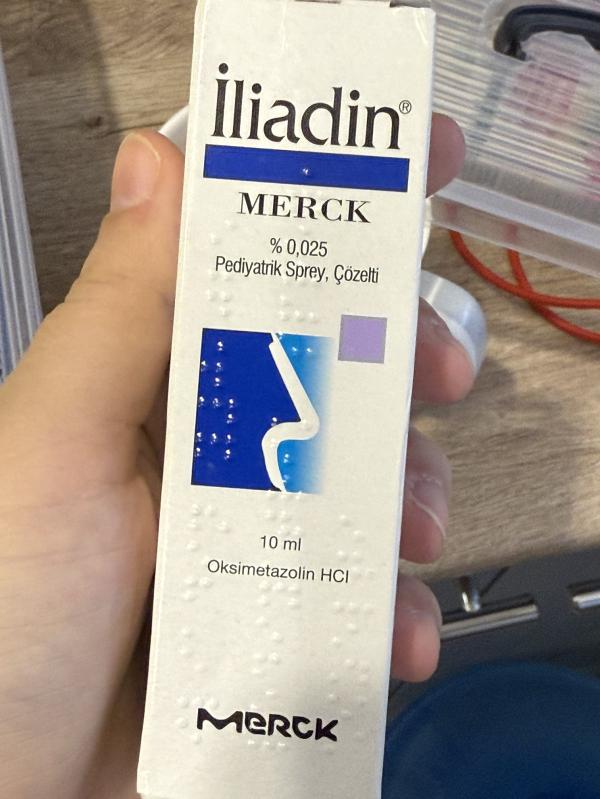 İliadin®
MERCK
% 0,025
Pediyatrik Sprey, Çözelti
10 ml
Oksimetazolin HCl
MERCK